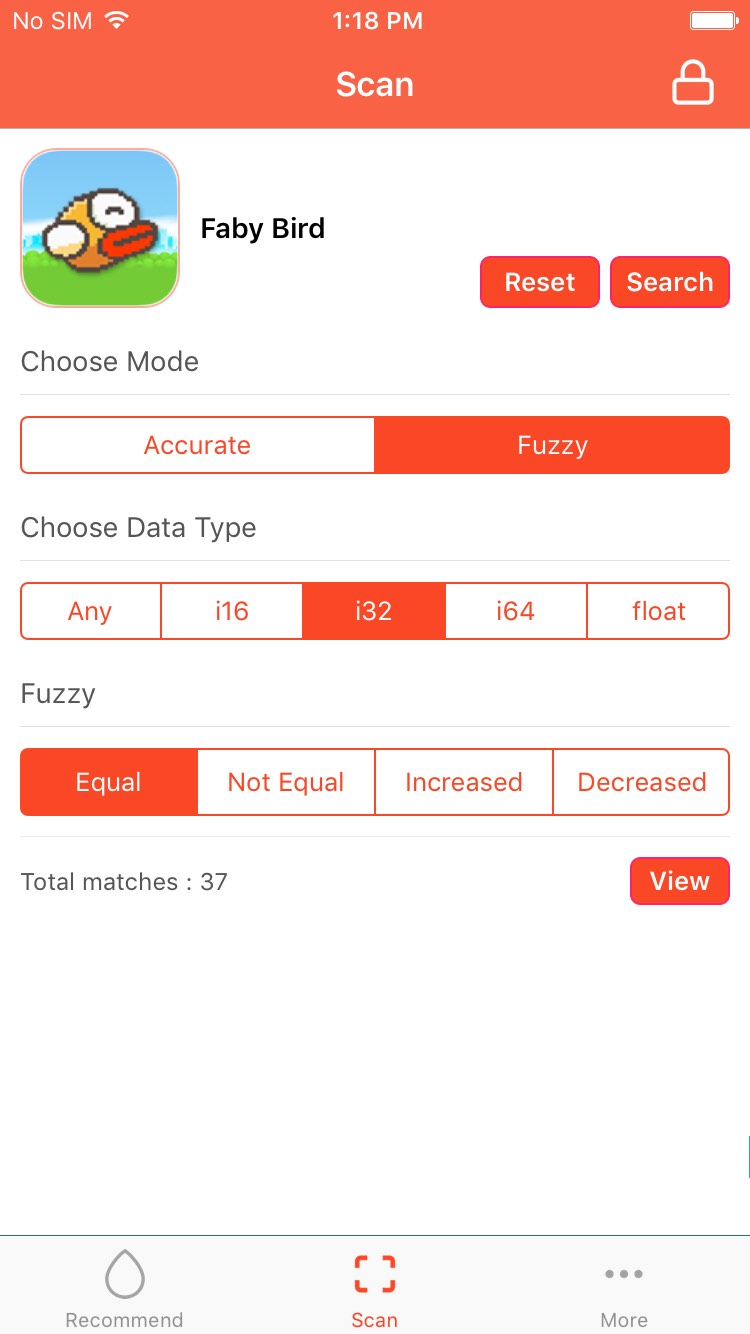 No SIM 1:18 PM
Scan
Faby Bird
Reset Search
Choose Mode
Accurate Fuzzy
Choose Data Type
Any i16 i32 i64 float
Fuzzy
Equal Not Equal Increased Decreased
Total matches : 37 View
Recommend Scan More